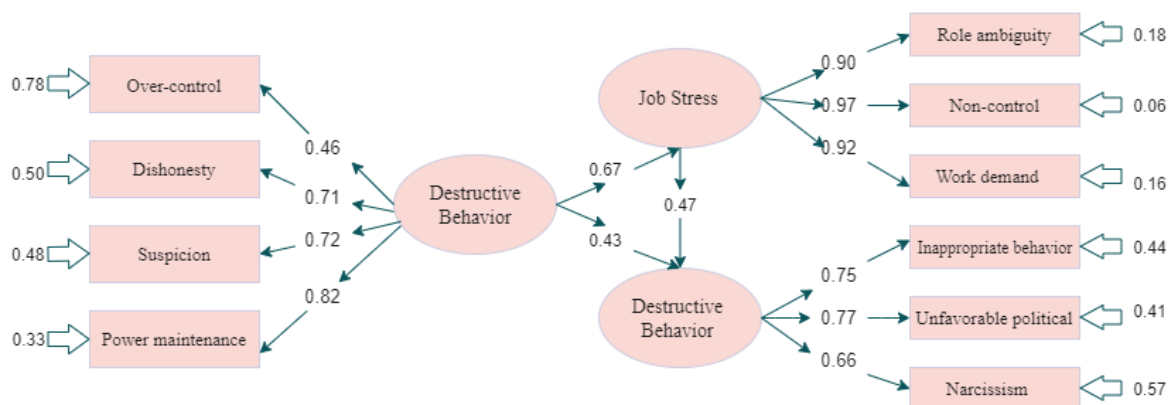 0.78
Over-control
0.50
Dishonesty
0.48
Suspicion
0.33
Power maintenance
0.46
0.71
0.72
0.82
Destructive
Behavior
0.67
0.43
Job Stress
0.47
Destructive
Behavior
0.90
0.97
0.92
0.75
0.77
0.66
Role ambiguity
0.18
Non-control
0.06
Work demand
0.16
Inappropriate behavior
0.44
Unfavorable political
0.41
Narcissism
0.57